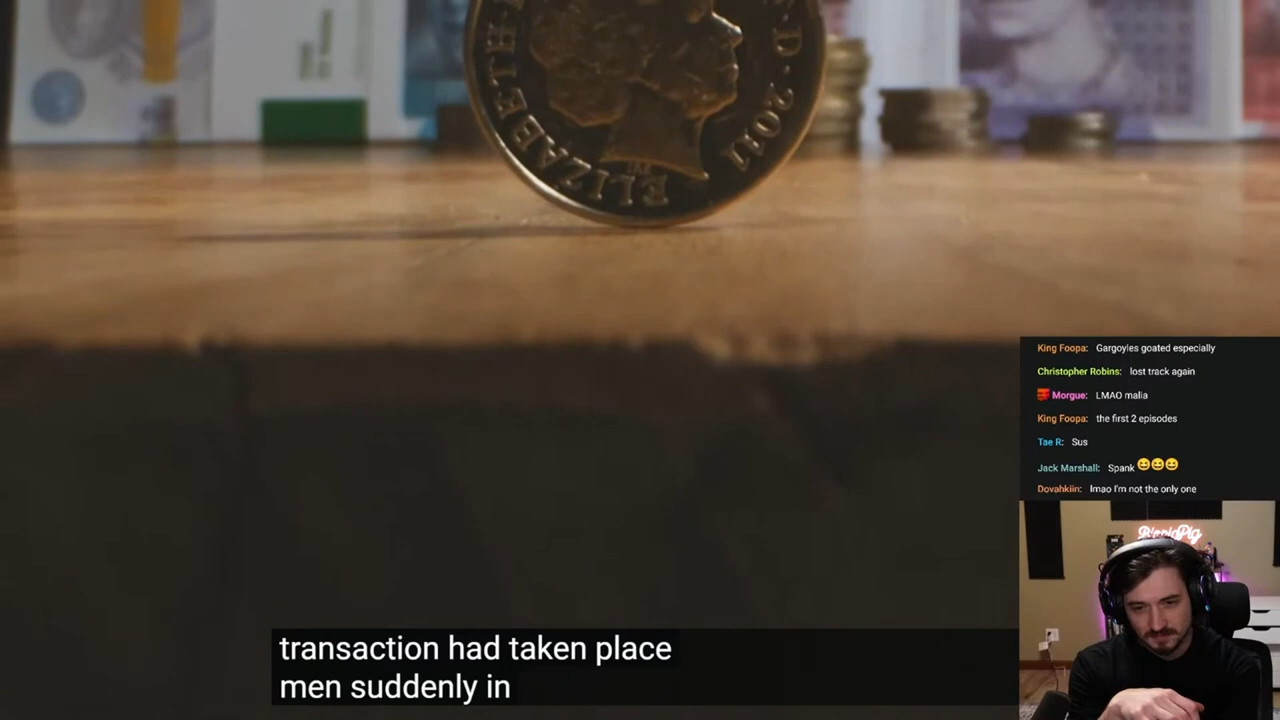 ELIZABETH
D·2017
King Foopa: Gargoyles goated especially
Christopher Robins: lost track again
Morgue: LMAO malia
King Foopa: the first 2 episodes
Tae R: Sus
Jack Marshall: Spank 😆😆😆
Dovahkiin: lmao I'm not the only one
transaction had taken place
men suddenly in